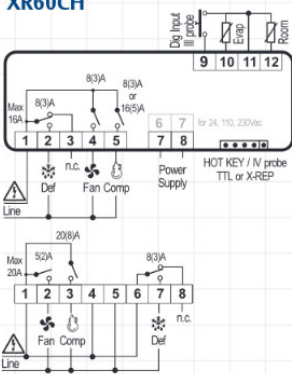 XR60CH
Dig Input
III probe
Evap
Room
9 10 11 12
8(3)A
8(3)A
or
16(5)A
Max
16A
8(3)A
6 7 for 24, 110, 230Vac
1 2 3 4 5 7 8
n.c.
Def Fan Comp
Power
Supply
HOT KEY / IV probe
TTL or X-REP
Line
20(8)A
Max
20A
5(2)A
8(3)A
1 2 3 4 5 6 7 8
n.c.
Fan Comp Def
Line